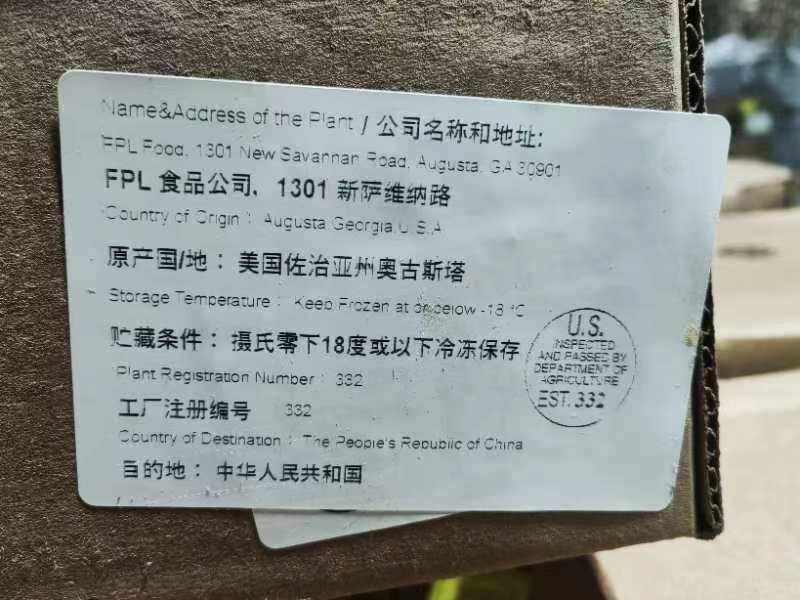 Name&Address of the Plant / 公司名称和地址:
FPL Food, 1301 New Savannan Road, Augusta, GA 30901
FPL 食品公司, 1301 新萨维纳路
Country of Origin : Augusta Georgia, U.S.A
原产国/地: 美国佐治亚州奥古斯塔
Storage Temperature : Keep Frozen at or below -18 °C
贮藏条件: 摄氏零下18度或以下冷冻保存
Plant Registration Number : 332
工厂注册编号 332
Country of Destination : The People's Republic of China
目的地: 中华人民共和国
U.S.
INSPECTED
AND PASSED BY
DEPARTMENT OF
AGRICULTURE
EST. 332